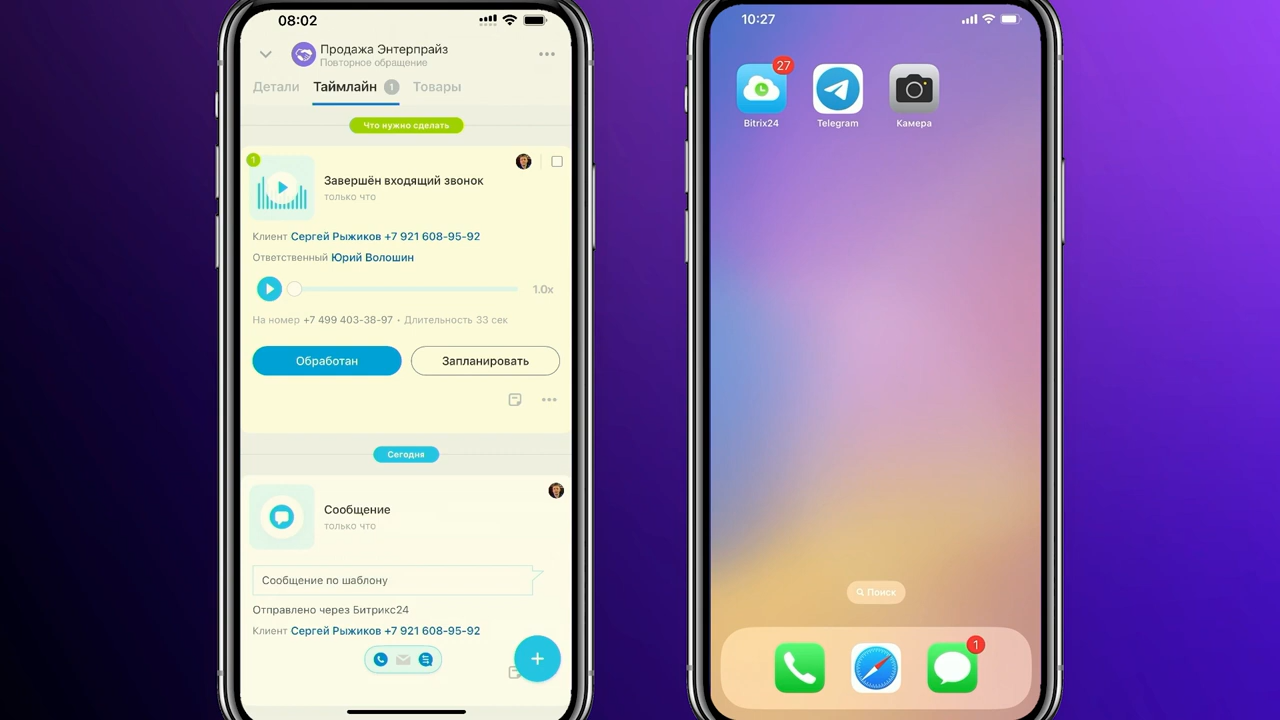 08:02
Продажа Энтерпрайз
Повторное обращение
Детали Таймлайн 1 Товары
Что нужно сделать
1
Завершён входящий звонок
только что
Клиент Сергей Рыжиков +7 921 608-95-92
Ответственный Юрий Волошин
1.0x
На номер +7 499 403-38-97 • Длительность 33 сек
Обработан Запланировать
Сегодня
Сообщение
только что
Сообщение по шаблону
Отправлено через Битрикс24
Клиент Сергей Рыжиков +7 921 608-95-92
10:27
27
Bitrix24 Telegram Камера
Поиск
1